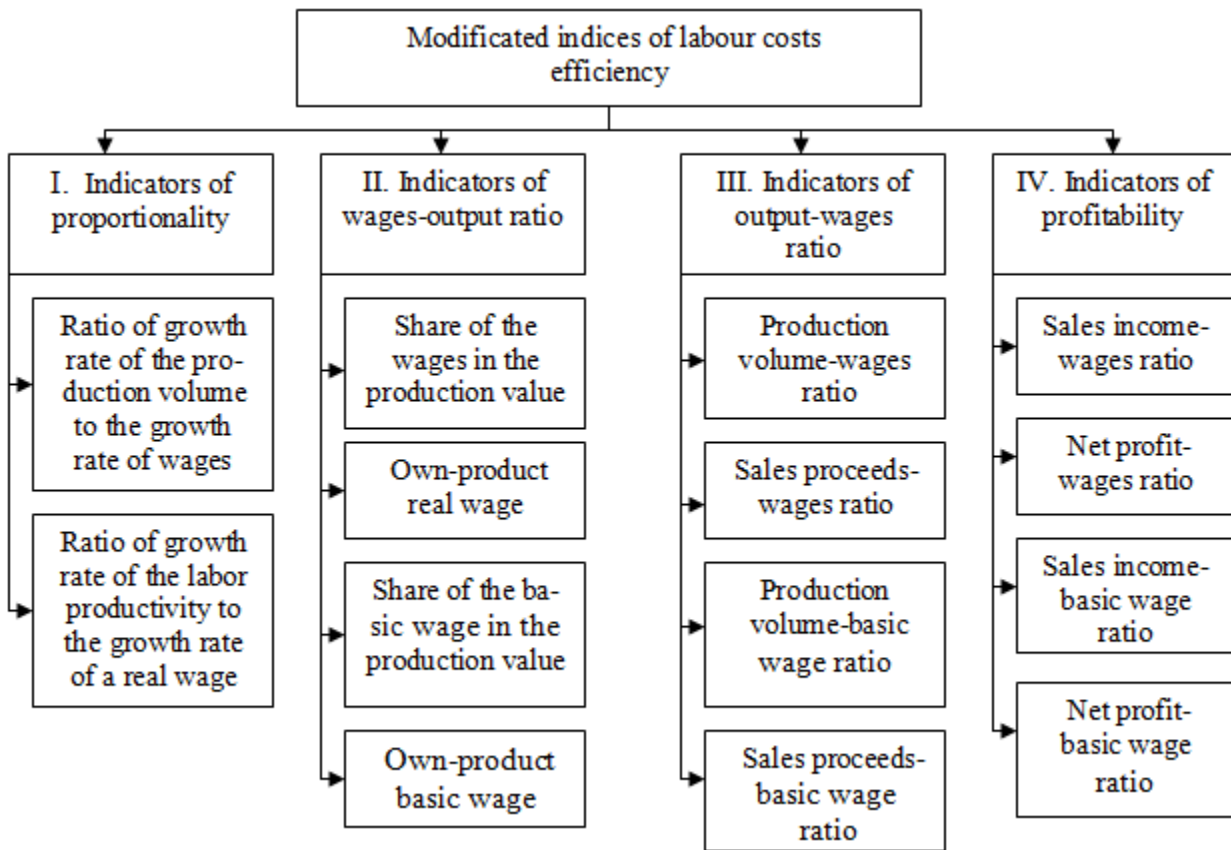 Modificated indices of labour costs
efficiency
I. Indicators of
proportionality
Ratio of growth
rate of the pro-
duction volume
to the growth
rate of wages
Ratio of growth
rate of the labor
productivity to
the growth rate
of a real wage
II. Indicators of
wages-output ratio
Share of the
wages in the
production value
Own-product
real wage
Share of the ba-
sic wage in the
production value
Own-product
basic wage
III. Indicators of
output-wages
ratio
Production
volume-wages
ratio
Sales proceeds-
wages ratio
Production
volume-basic
wage ratio
Sales proceeds-
basic wage
ratio
IV. Indicators of
profitability
Sales income-
wages ratio
Net profit-
wages ratio
Sales income-
basic wage
ratio
Net profit-
basic wage
ratio